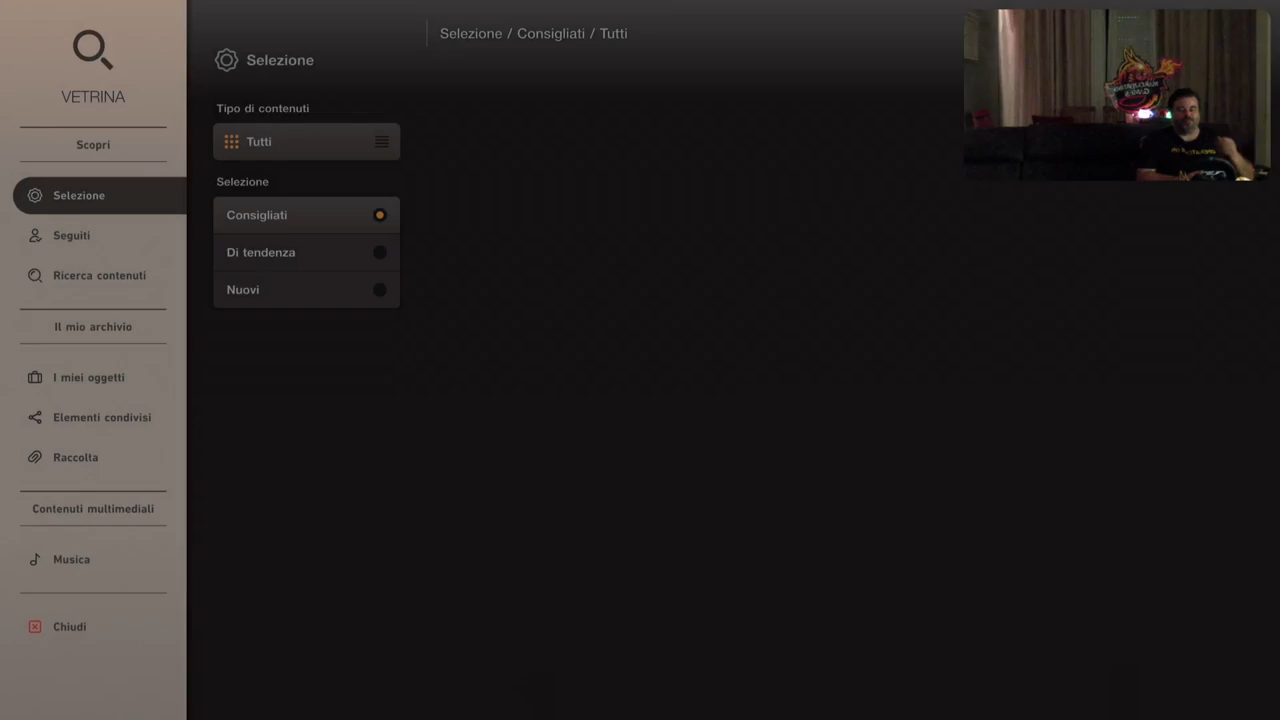 VETRINA
Scopri
Selezione
Seguiti
Ricerca contenuti
Il mio archivio
I miei oggetti
Elementi condivisi
Raccolta
Contenuti multimediali
Musica
Chiudi
Selezione / Consigliati / Tutti
Selezione
Tipo di contenuti
Tutti
Selezione
Consigliati
Di tendenza
Nuovi